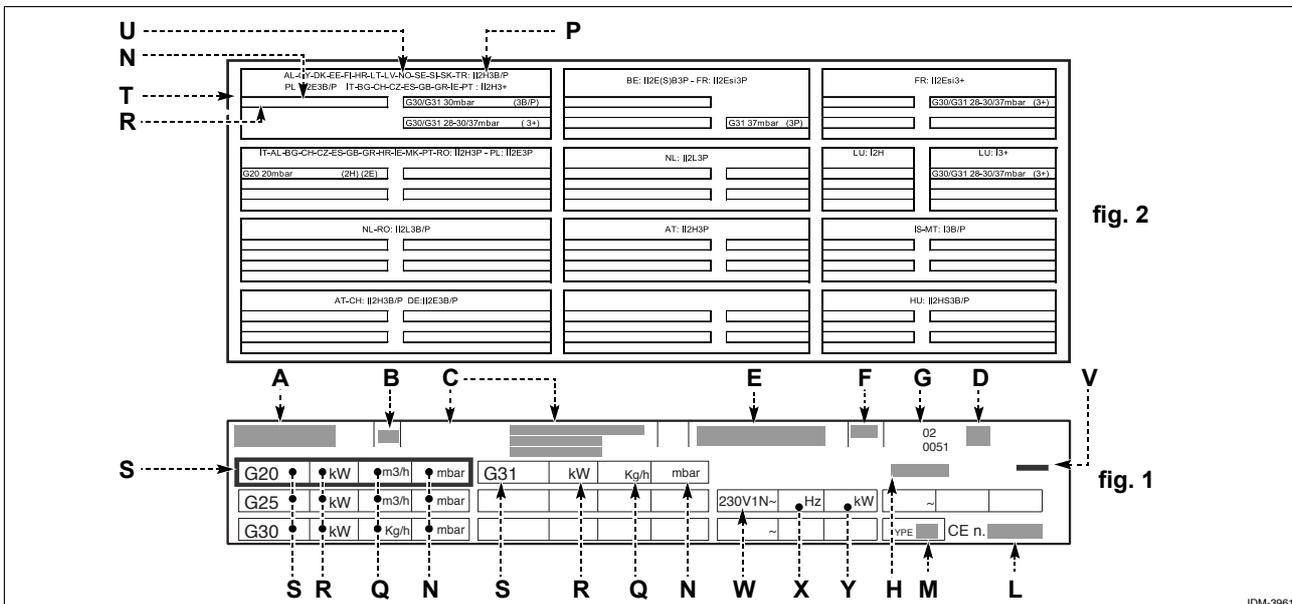 U P
N
T
R
AL-CY-DK-EE-FI-HR-LT-LV-NO-SE-SI-SK-TR: II2H3B/P
PL: II2E3B/P IT-BG-CH-CZ-ES-GB-GR-IE-PT : II2H3+
G30/G31 30mbar (3B/P)
G30/G31 28-30/37mbar ( 3+)
BE: II2E(S)B3P - FR: II2Esi3P
G31 37mbar (3P)
FR: II2Esi3+
G30/G31 28-30/37mbar (3+)
IT-AL-BG-CH-CZ-ES-GB-GR-HR-IE-MK-PT-RO: II2H3P - PL: II2E3P
G20 20mbar (2H) (2E)
NL: II2L3P
LU: I2H
LU: I3+
G30/G31 28-30/37mbar (3+)
fig. 2
NL-RO: II2L3B/P
AT: II2H3P
IS-MT: I3B/P
AT-CH: II2H3B/P DE:II2E3B/P
HU: II2HS3B/P
A B C E F G D V
02
0051
S
G20 kW m3/h mbar G31 kW Kg/h mbar
fig. 1
G25 kW m3/h mbar 230V1N~ Hz kW ~
G30 kW Kg/h mbar ~ YPE CE n.
S R Q N S R Q N W X Y H M L
IDM-3961